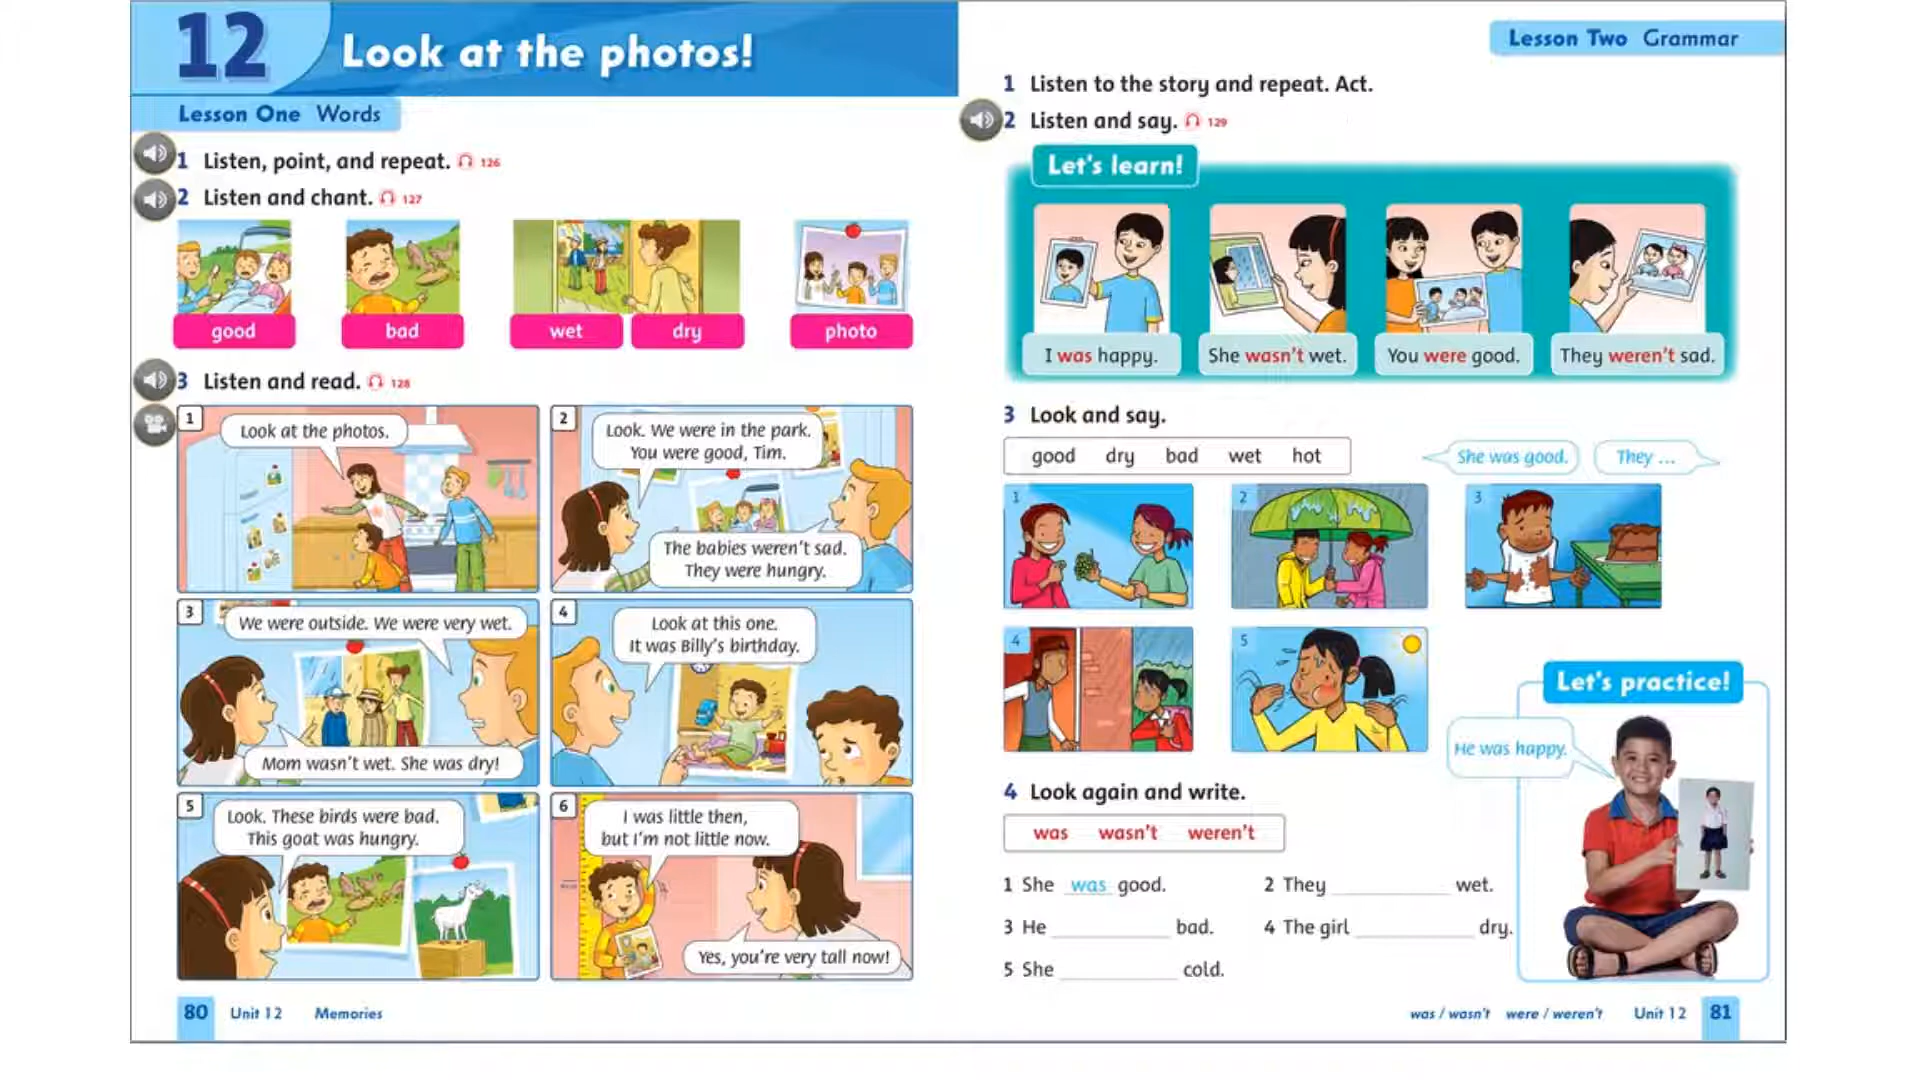 12
Look at the photos!
Lesson One Words
1 Listen, point, and repeat. 126
2 Listen and chant. 127
good
bad
wet
dry
photo
3 Listen and read. 128
1
Look at the photos.
2
Look. We were in the park.
You were good, Tim.
The babies weren't sad.
They were hungry.
3
We were outside. We were very wet.
Mom wasn't wet. She was dry!
4
Look at this one.
It was Billy's birthday.
5
Look. These birds were bad.
This goat was hungry.
6
I was little then,
but I'm not little now.
Yes, you're very tall now!
80 Unit 12 Memories
Lesson Two Grammar
1 Listen to the story and repeat. Act.
2 Listen and say. 129
Let's learn!
I was happy.
She wasn't wet.
You were good.
They weren't sad.
3 Look and say.
good dry bad wet hot
She was good.
They ...
1
2
3
4
5
Let's practice!
He was happy.
4 Look again and write.
was wasn't weren't
1 She was good.
2 They ____________ wet.
3 He ____________ bad.
4 The girl ____________ dry.
5 She ____________ cold.
was / wasn't were / weren't Unit 12 81